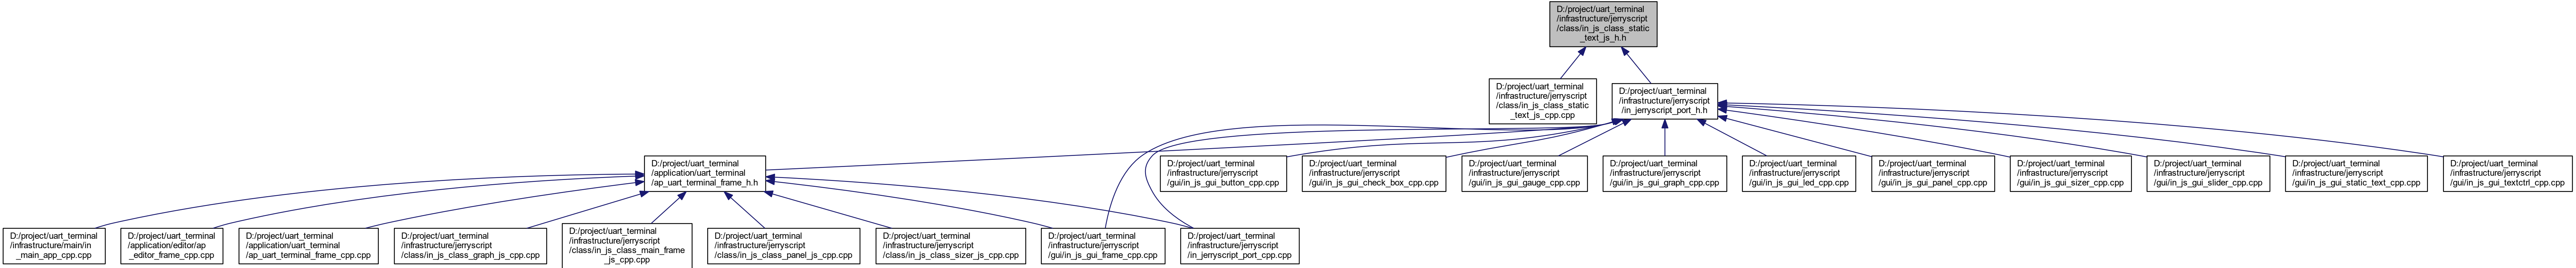 D:/project/uart_terminal
/infrastructure/jerryscript
/class/in_js_class_static
_text_js_h.h
D:/project/uart_terminal
/infrastructure/jerryscript
/class/in_js_class_static
_text_js_cpp.cpp
D:/project/uart_terminal
/infrastructure/jerryscript
/in_jerryscript_port_h.h
D:/project/uart_terminal
/application/uart_terminal
/ap_uart_terminal_frame_h.h
D:/project/uart_terminal
/infrastructure/jerryscript
/gui/in_js_gui_button_cpp.cpp
D:/project/uart_terminal
/infrastructure/jerryscript
/gui/in_js_gui_check_box_cpp.cpp
D:/project/uart_terminal
/infrastructure/jerryscript
/gui/in_js_gui_gauge_cpp.cpp
D:/project/uart_terminal
/infrastructure/jerryscript
/gui/in_js_gui_graph_cpp.cpp
D:/project/uart_terminal
/infrastructure/jerryscript
/gui/in_js_gui_led_cpp.cpp
D:/project/uart_terminal
/infrastructure/jerryscript
/gui/in_js_gui_panel_cpp.cpp
D:/project/uart_terminal
/infrastructure/jerryscript
/gui/in_js_gui_sizer_cpp.cpp
D:/project/uart_terminal
/infrastructure/jerryscript
/gui/in_js_gui_slider_cpp.cpp
D:/project/uart_terminal
/infrastructure/jerryscript
/gui/in_js_gui_static_text_cpp.cpp
D:/project/uart_terminal
/infrastructure/jerryscript
/gui/in_js_gui_textctrl_cpp.cpp
D:/project/uart_terminal
/infrastructure/main/in
_main_app_cpp.cpp
D:/project/uart_terminal
/application/editor/ap
_editor_frame_cpp.cpp
D:/project/uart_terminal
/application/uart_terminal
/ap_uart_terminal_frame_cpp.cpp
D:/project/uart_terminal
/infrastructure/jerryscript
/class/in_js_class_graph_js_cpp.cpp
D:/project/uart_terminal
/infrastructure/jerryscript
/class/in_js_class_main_frame
_js_cpp.cpp
D:/project/uart_terminal
/infrastructure/jerryscript
/class/in_js_class_panel_js_cpp.cpp
D:/project/uart_terminal
/infrastructure/jerryscript
/class/in_js_class_sizer_js_cpp.cpp
D:/project/uart_terminal
/infrastructure/jerryscript
/gui/in_js_gui_frame_cpp.cpp
D:/project/uart_terminal
/infrastructure/jerryscript
/in_jerryscript_port_cpp.cpp